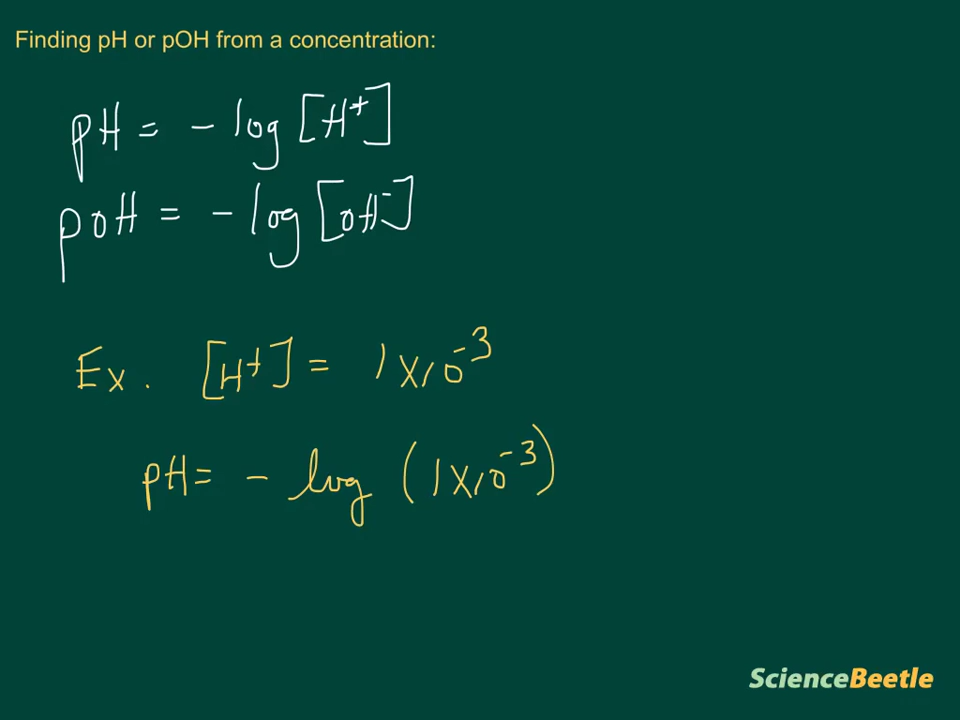 Finding pH or pOH from a concentration:
pH = - log [H⁺]
pOH = - log [OH⁻]
Ex. [H⁺] = 1x10⁻³
pH = - log (1x10⁻³)
ScienceBeetle